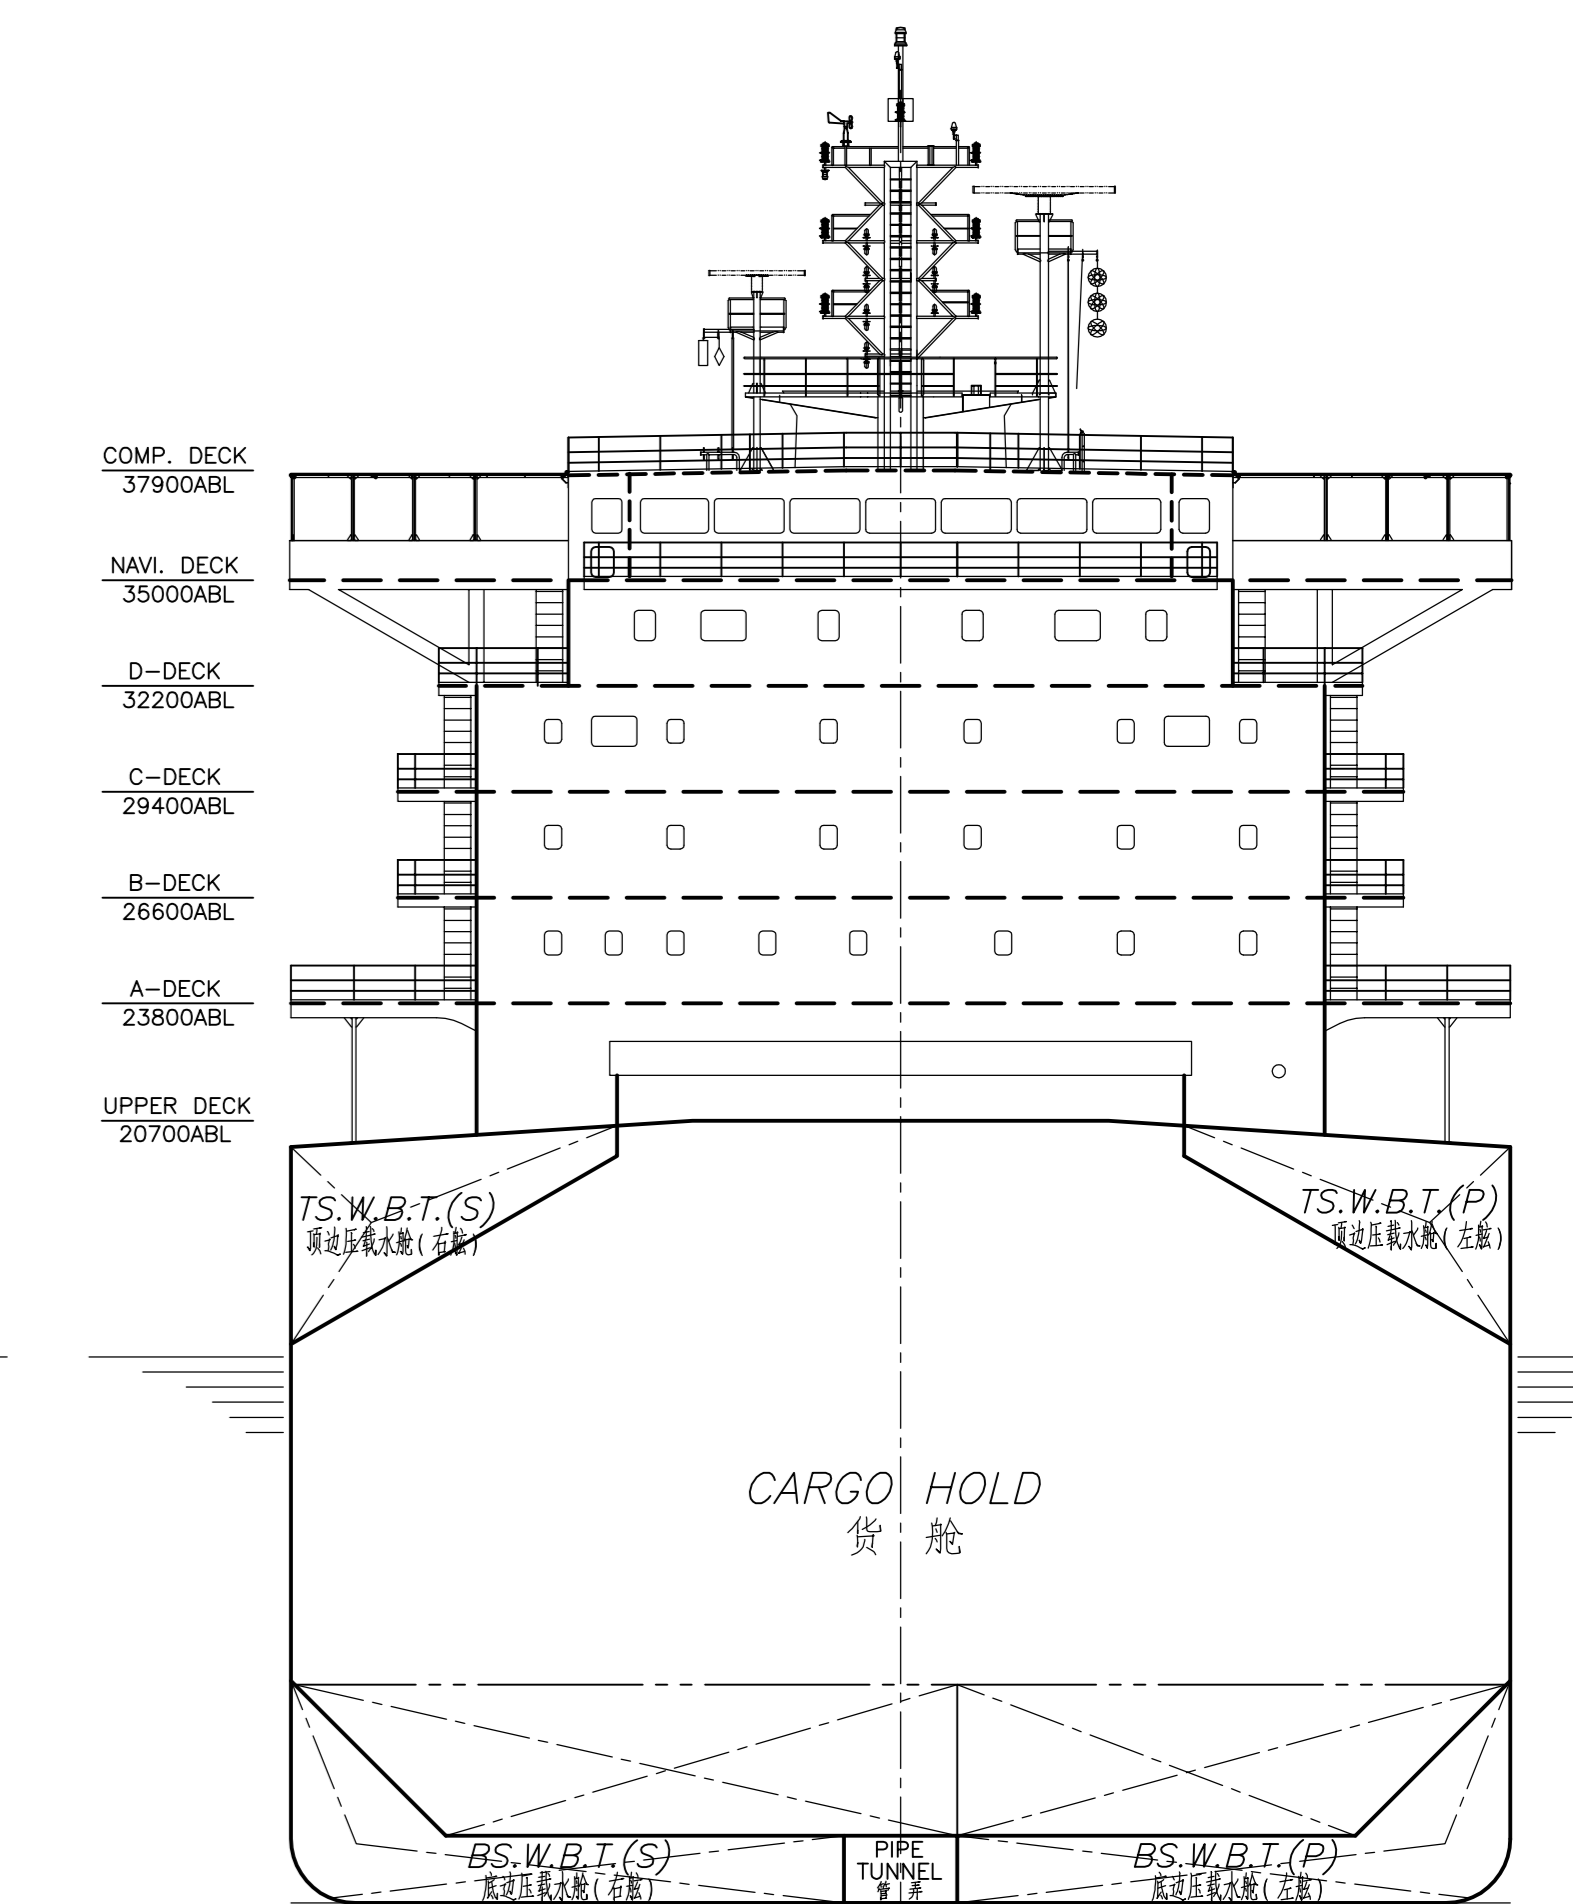 COMP. DECK
37900ABL
NAVI. DECK
35000ABL
D-DECK
32200ABL
C-DECK
29400ABL
B-DECK
26600ABL
A-DECK
23800ABL
UPPER DECK
20700ABL
TS.W.B.T.(S)
顶边压载水舱(右舷)
TS.W.B.T.(P)
顶边压载水舱(左舷)
CARGO HOLD
货 舱
BS.W.B.T.(S)
底边压载水舱(右舷)
PIPE
TUNNEL
管弄
BS.W.B.T.(P)
底边压载水舱(左舷)